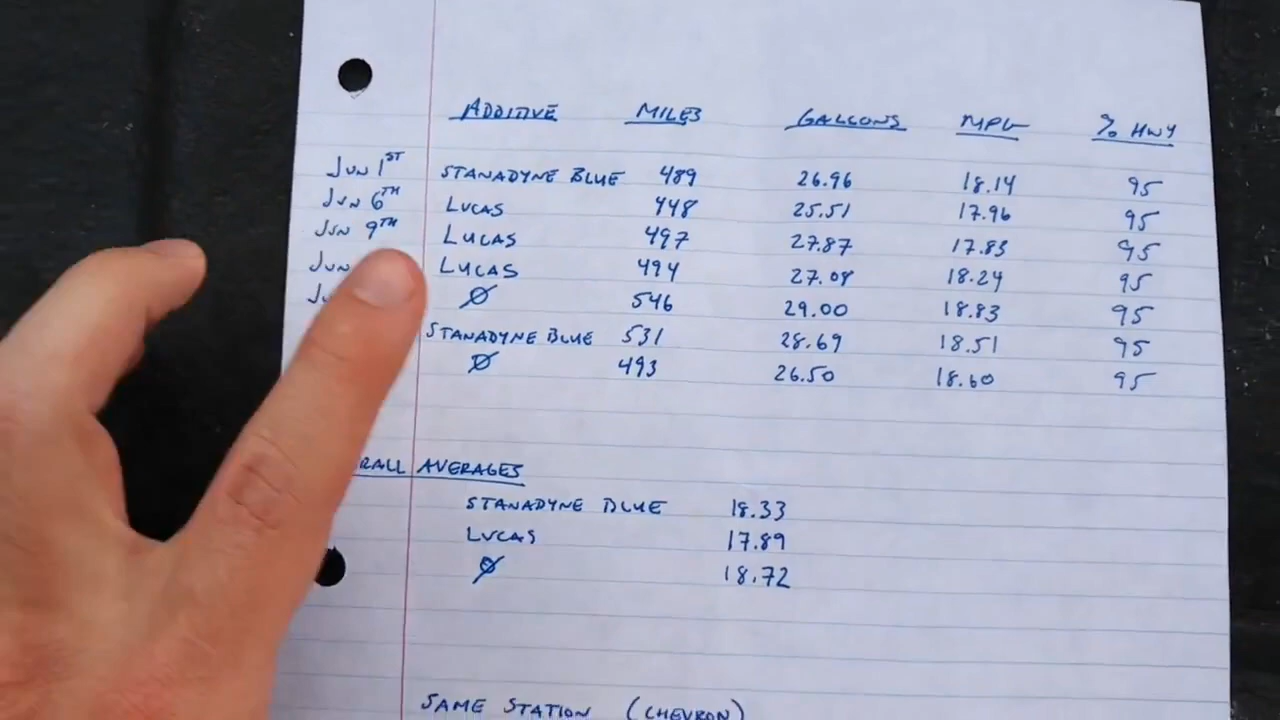 ADDITIVE MILES GALLONS MPG % HWY
JUN 1ST STANADYNE BLUE 489 26.96 18.14 95
JUN 6TH LUCAS 448 25.51 17.96 95
JUN 9TH LUCAS 497 27.87 17.83 95
JUN LUCAS 494 27.08 18.24 95
Ø 546 29.00 18.83 95
STANADYNE BLUE 531 28.69 18.51 95
Ø 493 26.50 18.60 95
RALL AVERAGES
STANADYNE BLUE 18.33
LUCAS 17.89
Ø 18.72
SAME STATION (CHEVRON)